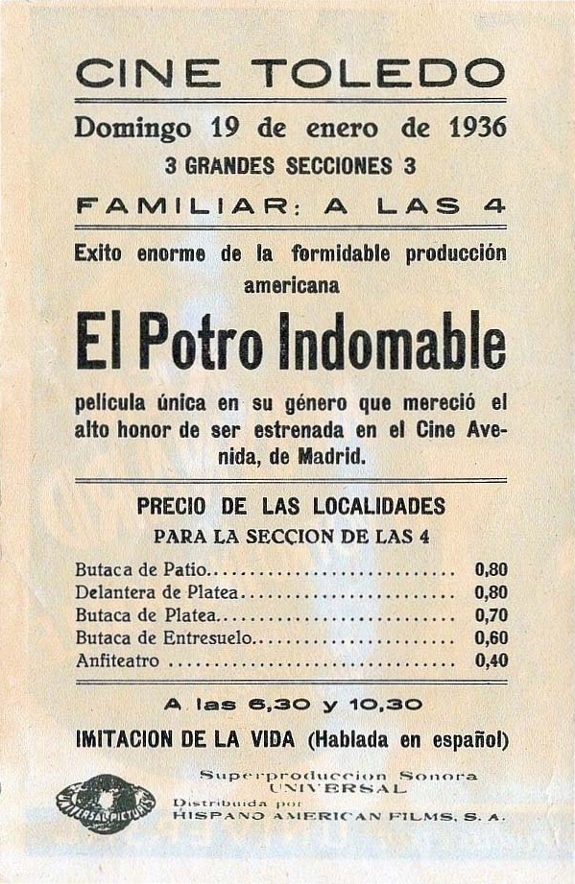 CINE TOLEDO
Domingo 19 de enero de 1936
3 GRANDES SECCIONES 3
FAMILIAR: A LAS 4
Exito enorme de la formidable producción
americana
El Potro Indomable
película única en su género que mereció el
alto honor de ser estrenada en el Cine Ave-
nida, de Madrid.
PRECIO DE LAS LOCALIDADES
PARA LA SECCION DE LAS 4
Butaca de Patio.......................... 0,80
Delantera de Platea...................... 0,80
Butaca de Platea......................... 0,70
Butaca de Entresuelo..................... 0,60
Anfiteatro .............................. 0,40
A las 6,30 y 10,30
IMITACION DE LA VIDA (Hablada en español)
Superproduccion Sonora
UNIVERSAL
Distribuida por
HISPANO AMERICAN FILMS, S. A.
UNIVERSAL PICTURES